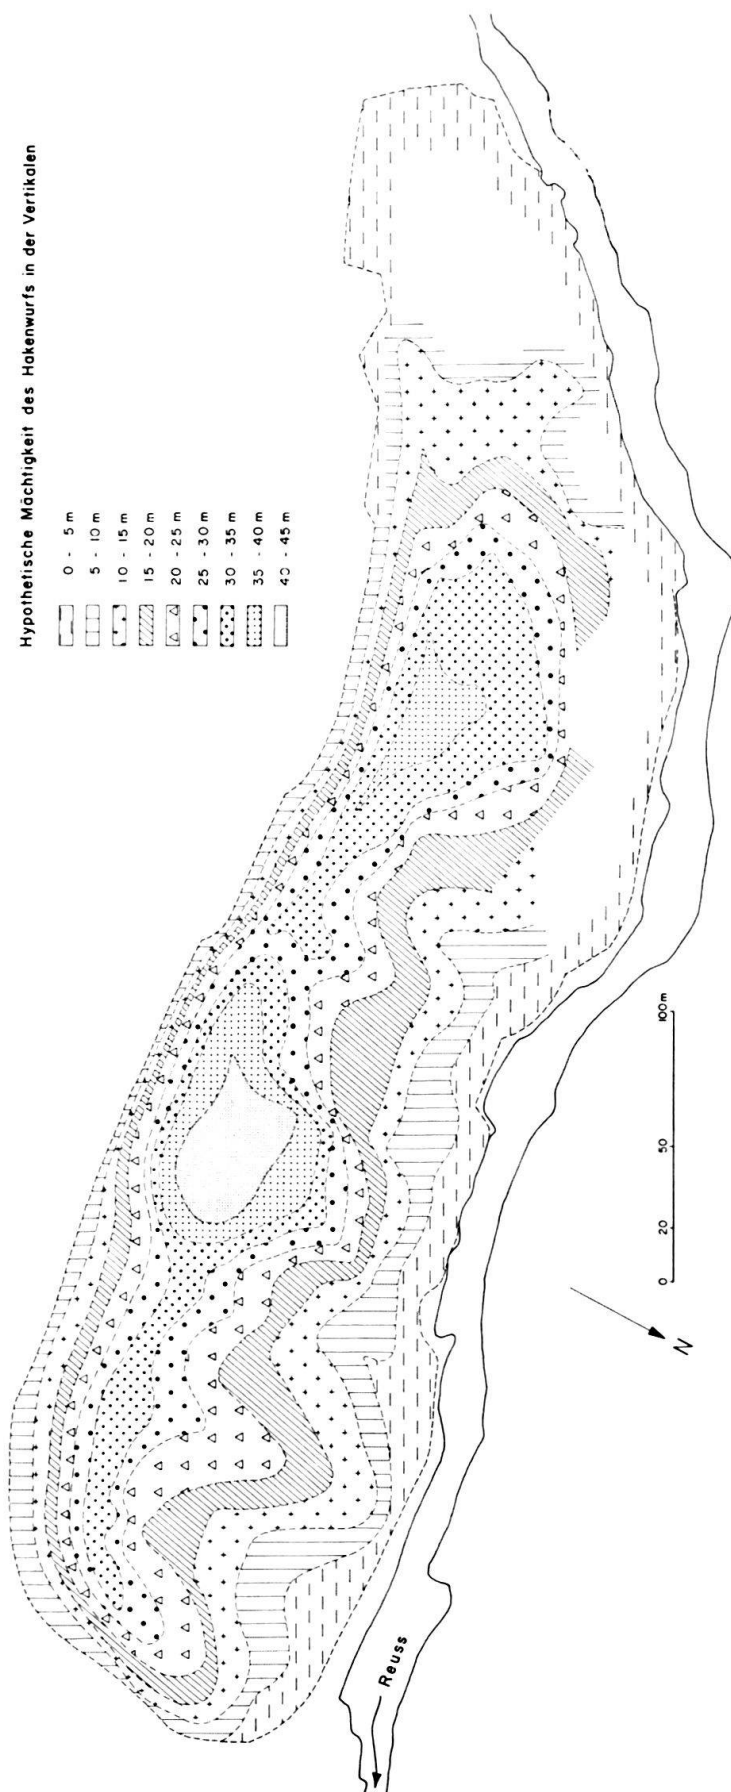 Hypothetische Mächtigkeit des Hakenwurfs in der Vertikalen
0 - 5 m
5 - 10 m
10 - 15 m
15 - 20 m
20 - 25 m
25 - 30 m
30 - 35 m
35 - 40 m
40 - 45 m
0 20 50 100 m
N
Reuss